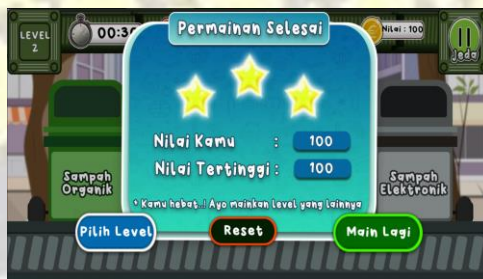 LEVEL
2
00:3
Nilai : 100
Jeda
Permainan Selesai
Nilai Kamu : 100
Nilai Tertinggi : 100
* Kamu hebat..! Ayo mainkan level yang lainnya
Sampah
Organik
Sampah
Elektronik
Pilih Level
Reset
Main Lagi